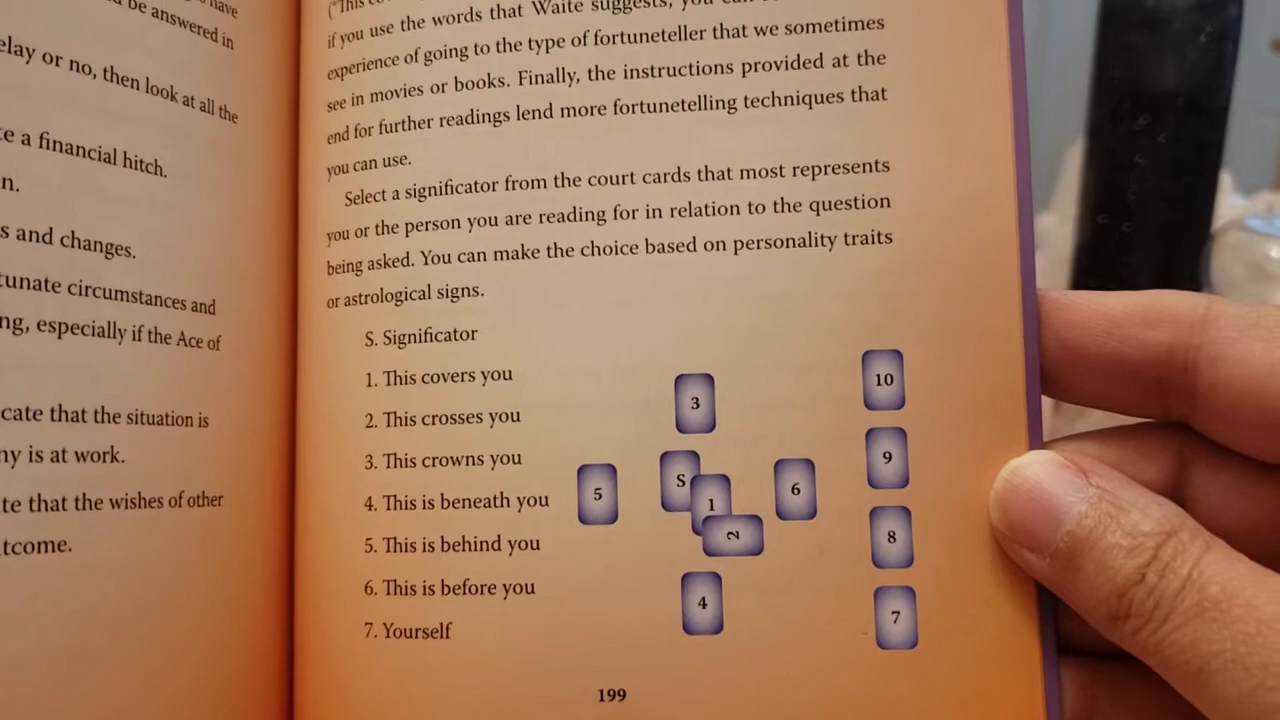 have
be answered in
elay or no, then look at all the
e a financial hitch.
n.
s and changes.
tunate circumstances and
ng, especially if the Ace of
cate that the situation is
ny is at work.
te that the wishes of other
tcome.
("This
if you use the words that Waite suggests, you can
experience of going to the type of fortuneteller that we sometimes
see in movies or books. Finally, the instructions provided at the
end for further readings lend more fortunetelling techniques that
you can use.
Select a significator from the court cards that most represents
you or the person you are reading for in relation to the question
being asked. You can make the choice based on personality traits
or astrological signs.
S. Significator
1. This covers you
2. This crosses you
3. This crowns you
4. This is beneath you
5. This is behind you
6. This is before you
7. Yourself
3
10
S
9
5
1
6
2
8
4
7
199